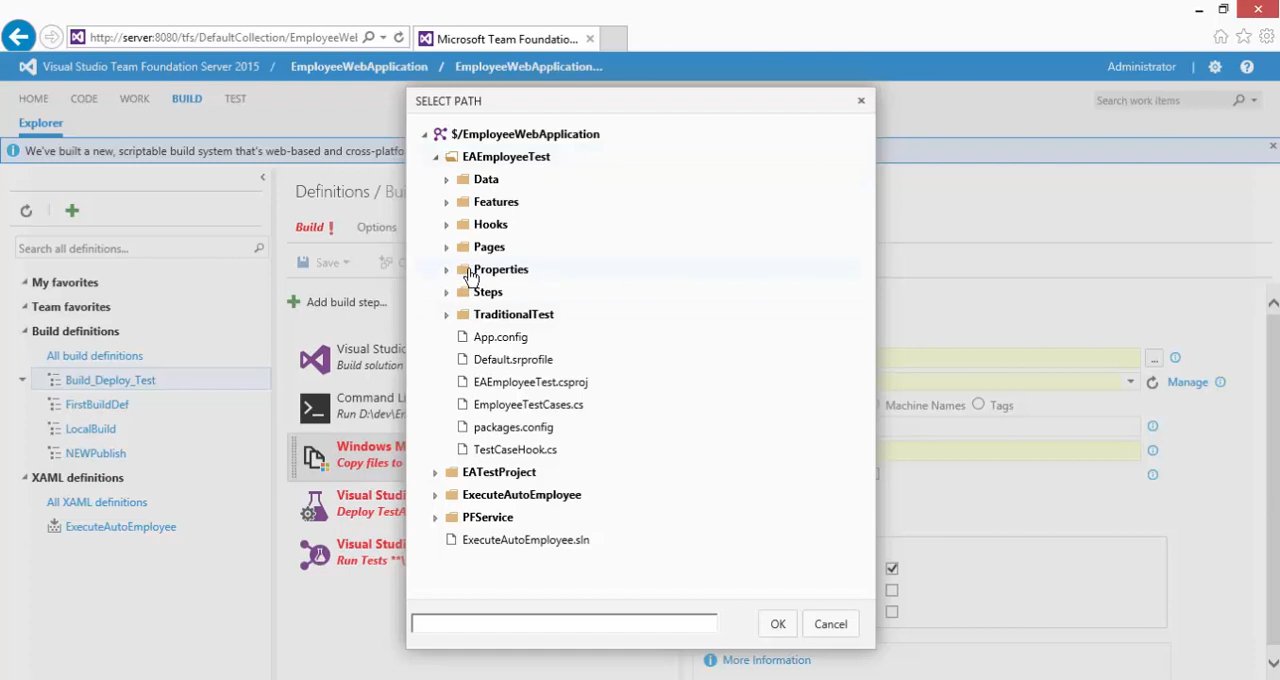 http://server:8080/tfs/DefaultCollection/EmployeeWel
Microsoft Team Foundatio...
Visual Studio Team Foundation Server 2015 / EmployeeWebApplication / EmployeeWebApplication...
Administrator
HOME CODE WORK BUILD TEST
Search work items
Explorer
We've built a new, scriptable build system that's web-based and cross-platfo
Search all definitions...
My favorites
Team favorites
Build definitions
All build definitions
Build_Deploy_Test
FirstBuildDef
LocalBuild
NEWPublish
XAML definitions
All XAML definitions
ExecuteAutoEmployee
Definitions / Bu
Build ! Options
Save
Add build step...
Visual Studi
Build solution
Command Li
Run D:\dev\En
Windows M
Copy files to
Visual Studi
Deploy TestA
Visual Studi
Run Tests **\
SELECT PATH
$/EmployeeWebApplication
EAEmployeeTest
Data
Features
Hooks
Pages
Properties
Steps
TraditionalTest
App.config
Default.srprofile
EAEmployeeTest.csproj
EmployeeTestCases.cs
packages.config
TestCaseHook.cs
EATestProject
ExecuteAutoEmployee
PFService
ExecuteAutoEmployee.sln
OK Cancel
...
Manage
Machine Names Tags
More Information